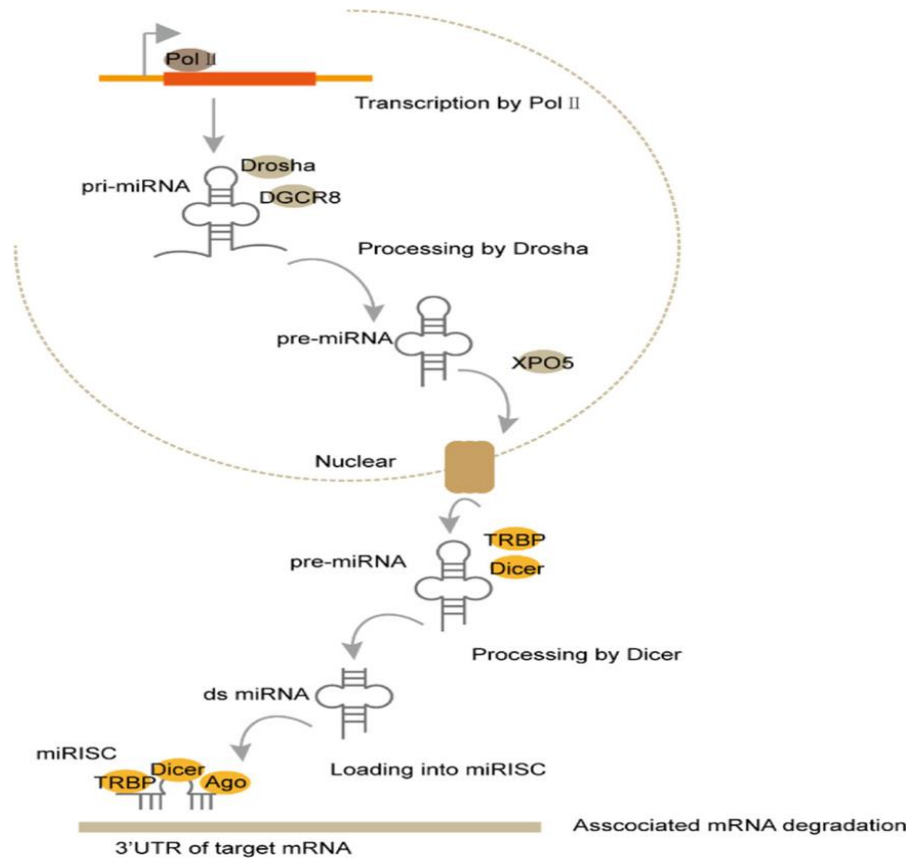 Pol Ⅱ
Transcription by Pol Ⅱ
Drosha
pri-miRNA
DGCR8
Processing by Drosha
pre-miRNA
XPO5
Nuclear
TRBP
pre-miRNA
Dicer
Processing by Dicer
ds miRNA
miRISC
Dicer
TRBP
Ago
Loading into miRISC
Asscociated mRNA degradation
3'UTR of target mRNA